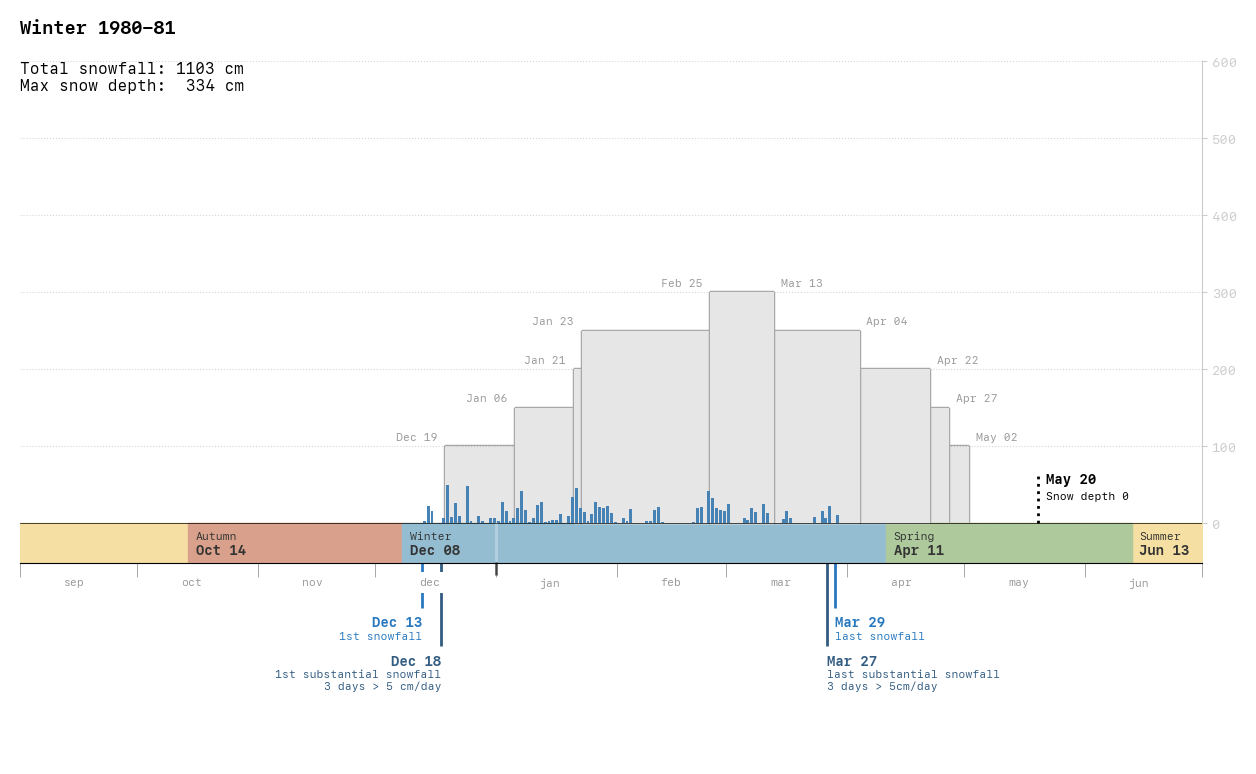 Winter 1980–81
Total snowfall: 1103 cm
Max snow depth: 334 cm
600
500
400
300
200
100
0
Feb 25
Mar 13
Jan 23
Apr 04
Jan 21
Apr 22
Jan 06
Apr 27
Dec 19
May 02
May 20
Snow depth 0
Autumn
Oct 14
Winter
Dec 08
Spring
Apr 11
Summer
Jun 13
sep
oct
nov
dec
jan
feb
mar
apr
may
jun
Dec 13
1st snowfall
Mar 29
last snowfall
Dec 18
1st substantial snowfall
3 days > 5 cm/day
Mar 27
last substantial snowfall
3 days > 5cm/day